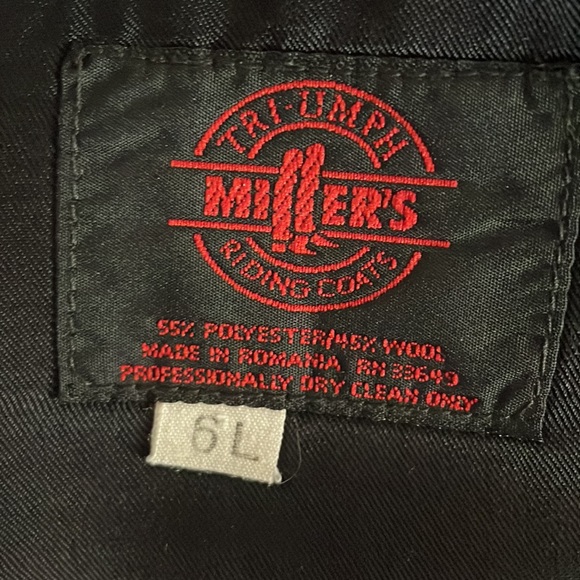 TRI-UMPH
MILLER'S
RIDING COATS
55% POLYESTER/45% WOOL
MADE IN ROMANIA RN 33649
PROFESSIONALLY DRY CLEAN ONLY
6L